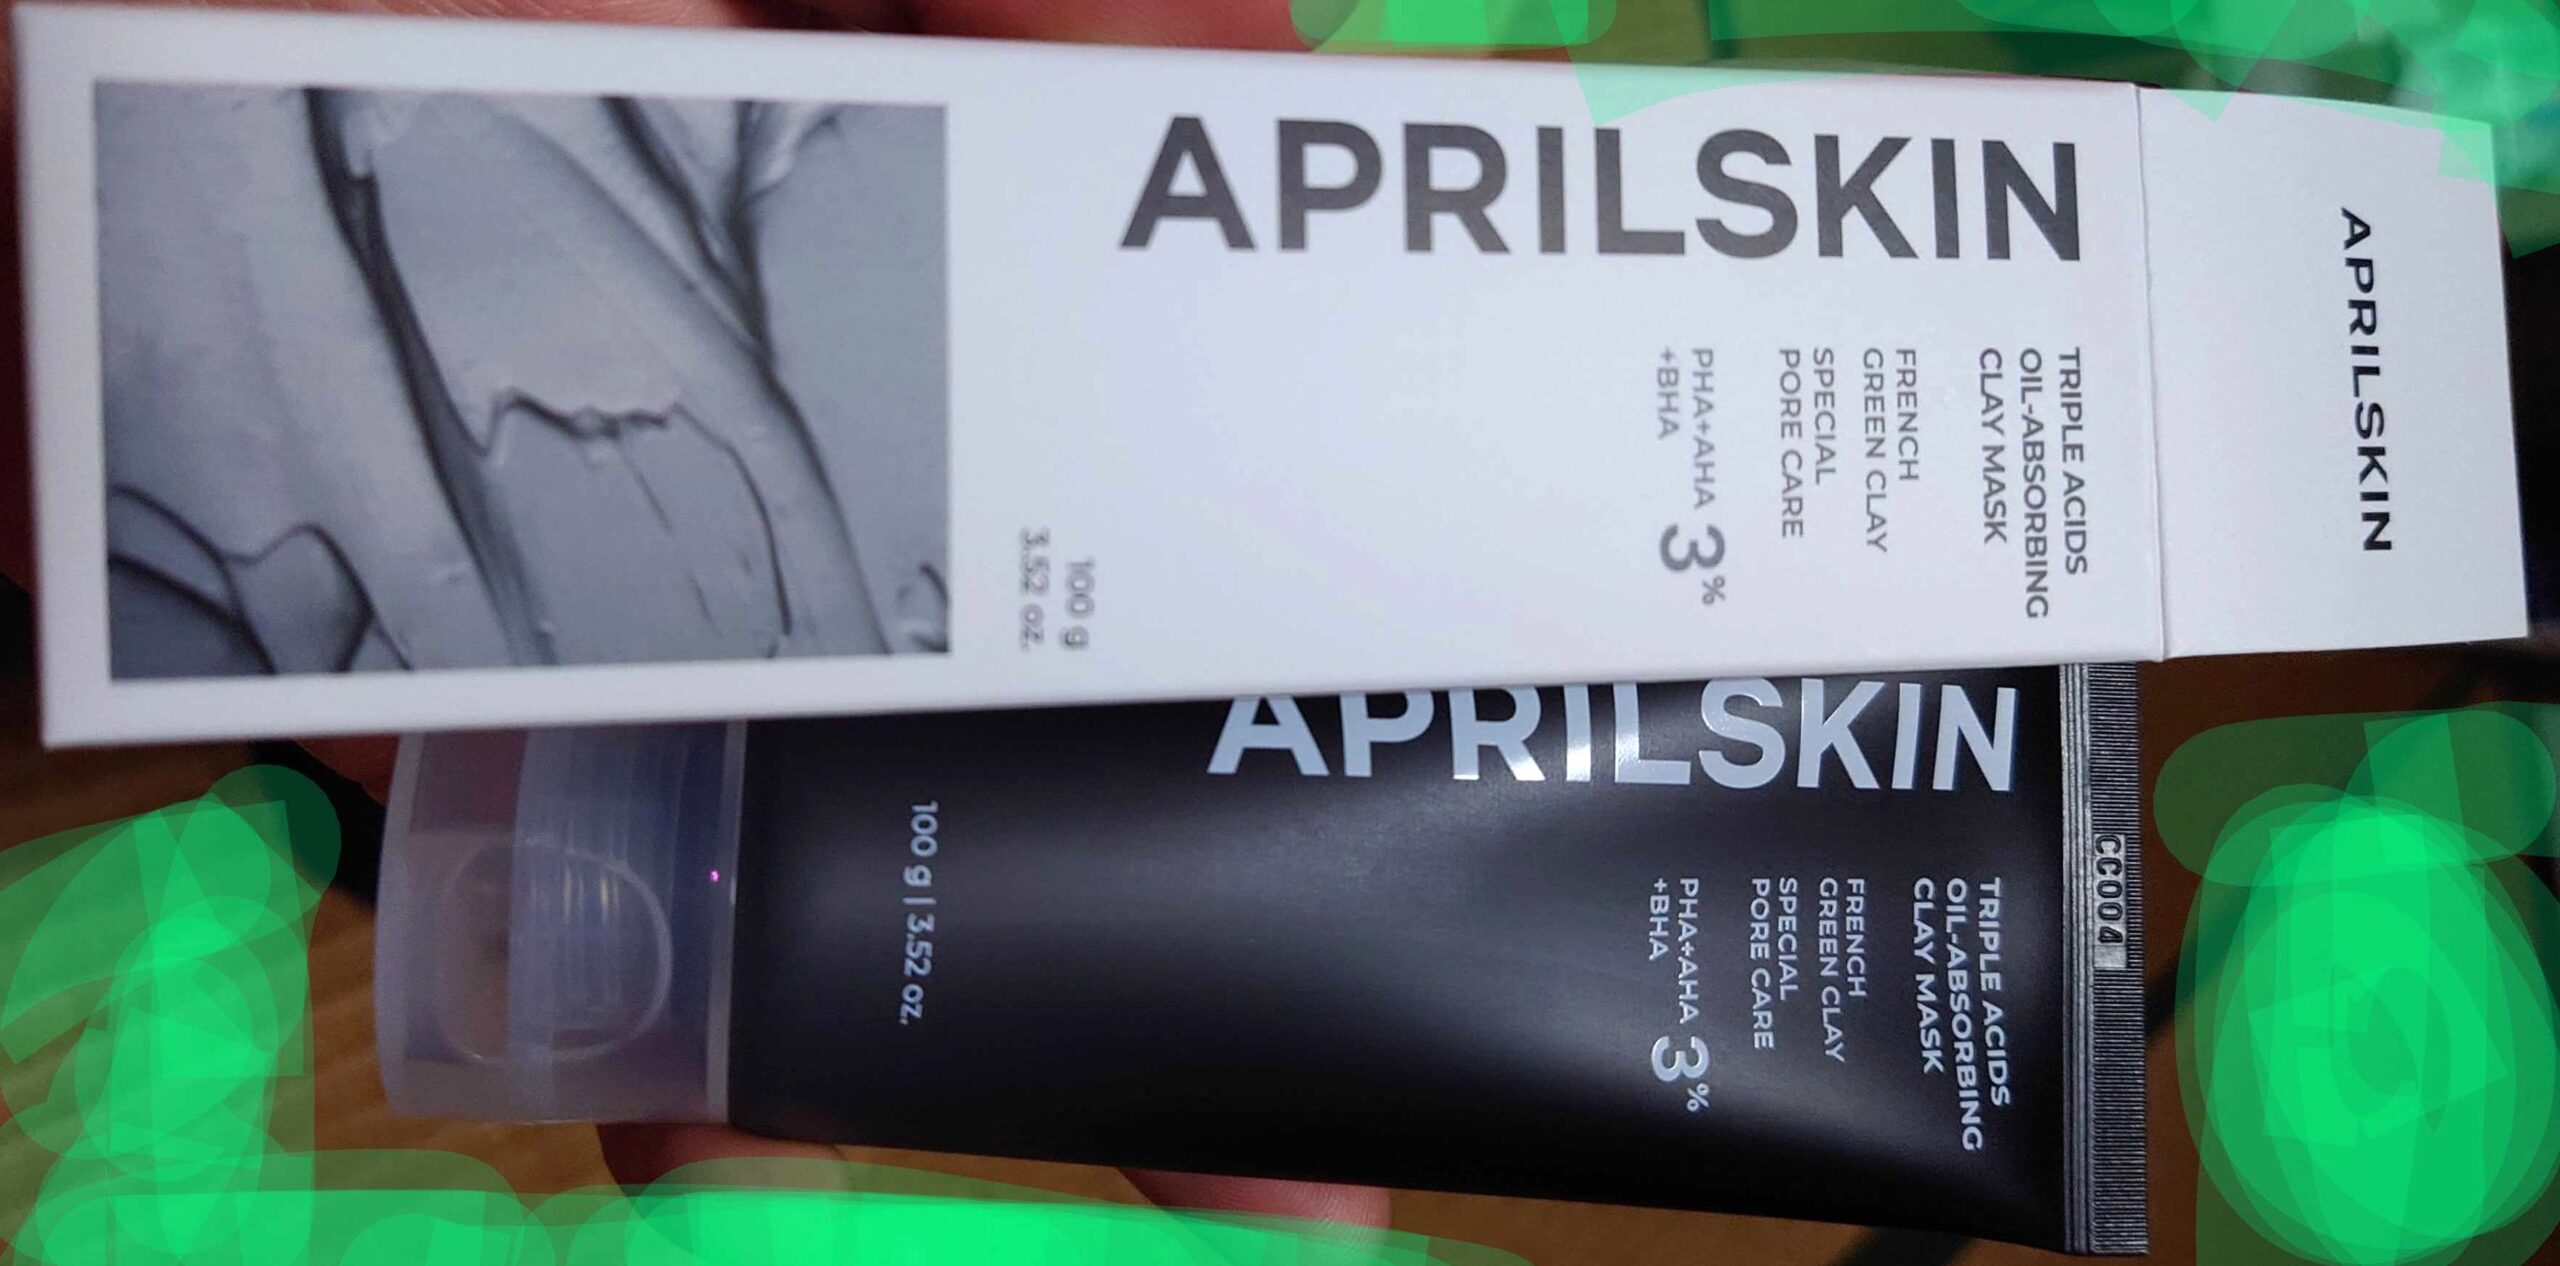 APRILSKIN
TRIPLE ACIDS
OIL-ABSORBING
CLAY MASK
FRENCH
GREEN CLAY
SPECIAL
PORE CARE
PHA+AHA
+BHA
3%
100 g
3.52 oz.
APRILSKIN
APRILSKIN
TRIPLE ACIDS
OIL-ABSORBING
CLAY MASK
FRENCH
GREEN CLAY
SPECIAL
PORE CARE
PHA+AHA
+BHA
3%
100 g | 3.52 oz.
CC004